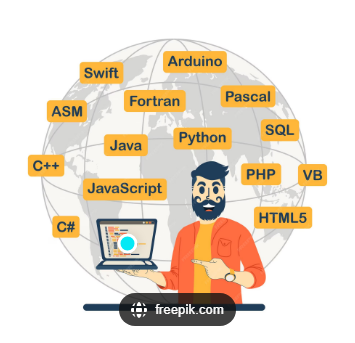 Arduino
Swift
Pascal
Fortran
ASM
SQL
Python
Java
C++
PHP
VB
JavaScript
HTML5
C#
freepik.com